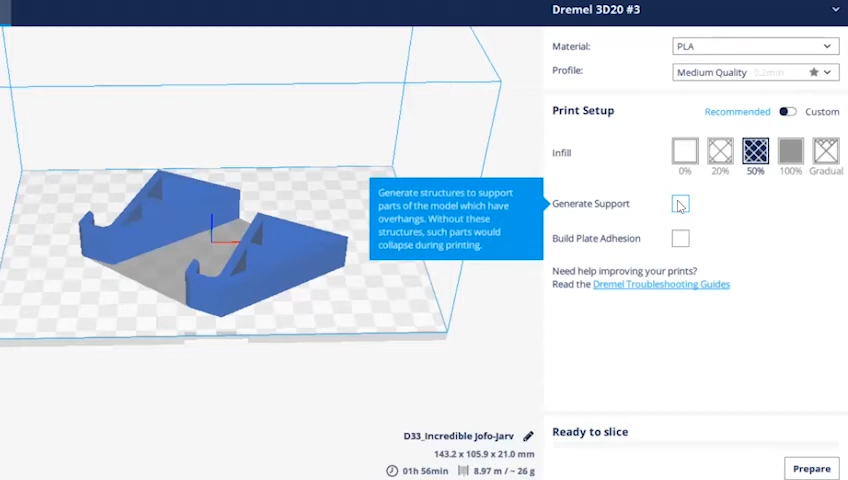 Dremel 3D20 #3
Material:
PLA
Profile:
Medium Quality 0.2mm
Print Setup
Recommended
Custom
Infill
0%
20%
50%
100%
Gradual
Generate structures to support
parts of the model which have
overhangs. Without these
structures, such parts would
collapse during printing.
Generate Support
Build Plate Adhesion
Need help improving your prints?
Read the Dremel Troubleshooting Guides
D33_Incredible Jofo-Jarv
143.2 x 105.9 x 21.0 mm
01h 56min
8.97 m / ~ 26 g
Ready to slice
Prepare